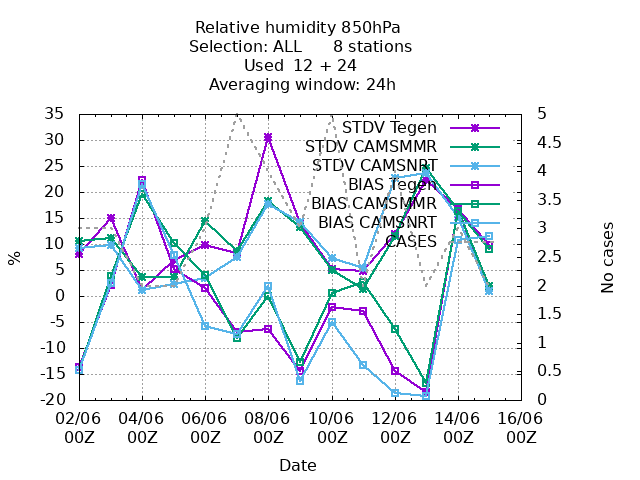 Relative humidity 850hPa
Selection: ALL 8 stations
Used 12 + 24
Averaging window: 24h
35
30
25
20
15
10
5
0
-5
-10
-15
-20
%
STDV Tegen
STDV CAMSMMR
STDV CAMSNRT
BIAS Tegen
BIAS CAMSMMR
BIAS CAMSNRT
CASES
5
4.5
4
3.5
3
2.5
2
1.5
1
0.5
0
No cases
02/06 04/06 06/06 08/06 10/06 12/06 14/06 16/06
00Z 00Z 00Z 00Z 00Z 00Z 00Z 00Z
Date